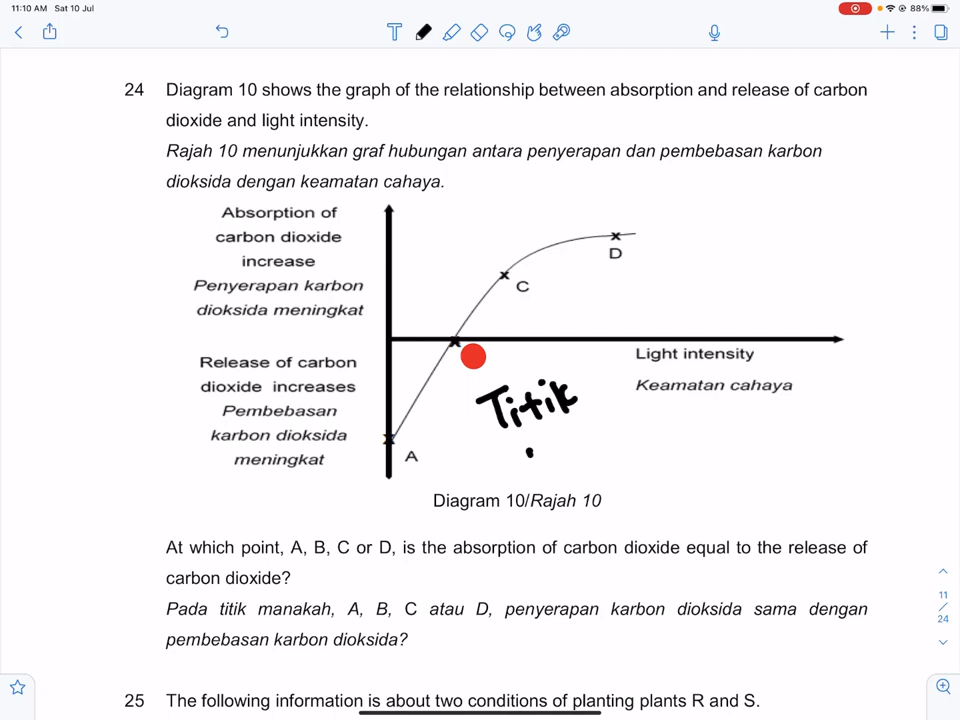 11:10 AM Sat 10 Jul
88%
24 Diagram 10 shows the graph of the relationship between absorption and release of carbon
dioxide and light intensity.
Rajah 10 menunjukkan graf hubungan antara penyerapan dan pembebasan karbon
dioksida dengan keamatan cahaya.
Absorption of
carbon dioxide
increase
Penyerapan karbon
dioksida meningkat
D
C
Release of carbon
dioxide increases
Pembebasan
karbon dioksida
meningkat
Light intensity
Keamatan cahaya
Titik
A
Diagram 10/Rajah 10
At which point, A, B, C or D, is the absorption of carbon dioxide equal to the release of
carbon dioxide?
Pada titik manakah, A, B, C atau D, penyerapan karbon dioksida sama dengan
pembebasan karbon dioksida?
11
/
24
25 The following information is about two conditions of planting plants R and S.